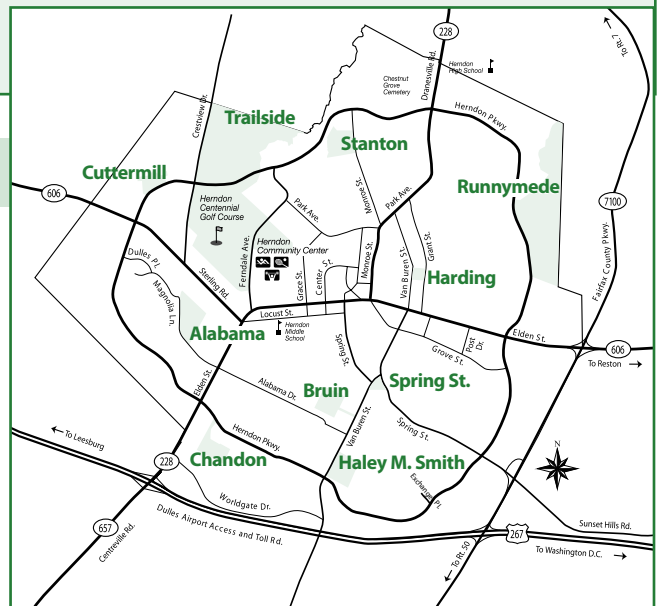 228
To Rt. 7
Dranesville Rd.
Herndon
High School
Chestnut
Grove
Cemetery
Crestview Dr.
Herndon Pkwy.
Trailside
Stanton
Cuttermill
Runnymede
606
Monroe St.
Park Ave.
Park Ave.
7100
Herndon
Centennial
Golf Course
Fairfax County Pkwy.
Grant St.
Van Buren St.
Herndon
Community Center
Ferndale Ave.
Monroe St.
Dulles Pl.
Center St.
Grace St.
Harding
Sterling Rd.
Magnolia Ln.
Locust St.
Alabama
Herndon
Middle
School
Elden St.
606
To Reston
Post Dr.
Grove St.
Spring St.
Bruin
Spring St.
Elden St.
Alabama Dr.
Van Buren St.
Spring St.
To Leesburg
Herndon Pkwy.
Chandon
Haley M. Smith
N
228
Exchange Pl.
Worldgate Dr.
657
Centreville Rd.
Dulles Airport Access and Toll Rd.
Sunset Hills Rd.
267
To Washington D.C.
To Rt. 50